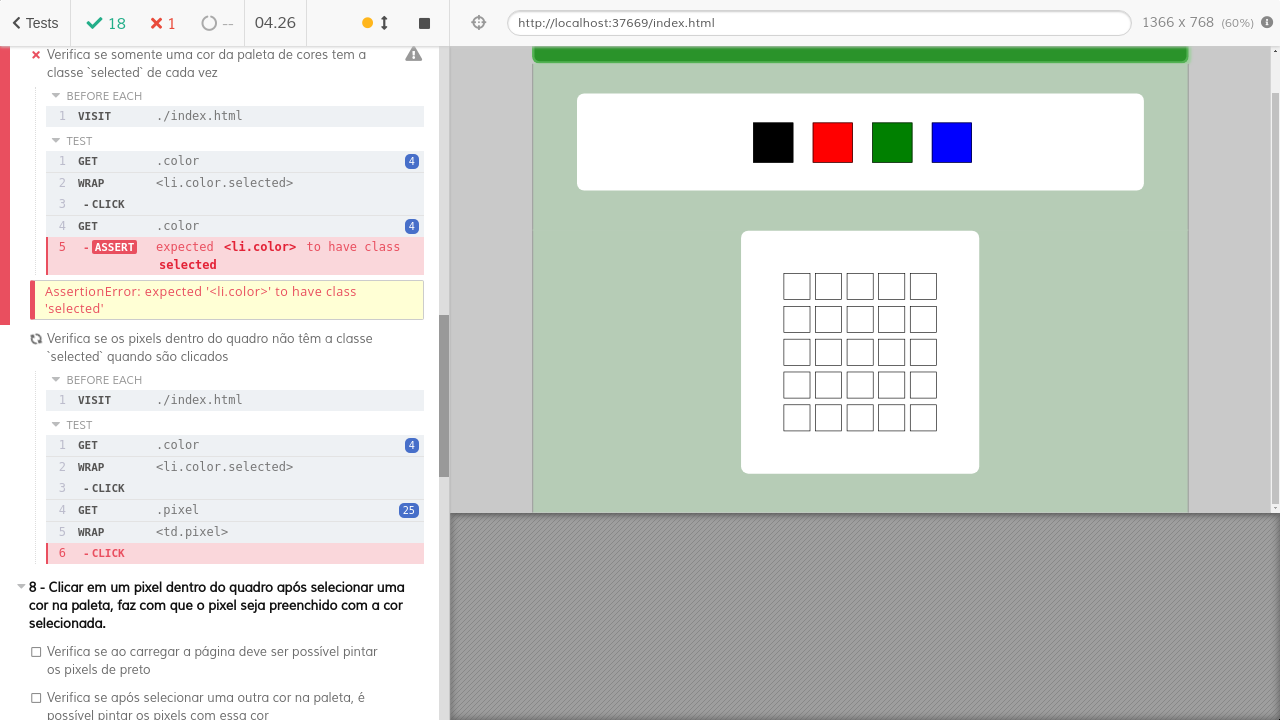 Tests
18
1
--
04.26
http://localhost:37669/index.html
1366 x 768 (60%)
Verifica se somente uma cor da paleta de cores tem a
classe `selected` de cada vez
BEFORE EACH
1 VISIT ./index.html
TEST
1 GET .color 4
2 WRAP <li.color.selected>
3 - CLICK
4 GET .color 4
5 - ASSERT expected <li.color> to have class
selected
AssertionError: expected '<li.color>' to have class
'selected'
Verifica se os pixels dentro do quadro não têm a classe
`selected` quando são clicados
BEFORE EACH
1 VISIT ./index.html
TEST
1 GET .color 4
2 WRAP <li.color.selected>
3 - CLICK
4 GET .pixel 25
5 WRAP <td.pixel>
6 - CLICK
8 - Clicar em um pixel dentro do quadro após selecionar uma
cor na paleta, faz com que o pixel seja preenchido com a cor
selecionada.
Verifica se ao carregar a página deve ser possível pintar
os pixels de preto
Verifica se após selecionar uma outra cor na paleta, é
possível pintar os pixels com essa cor